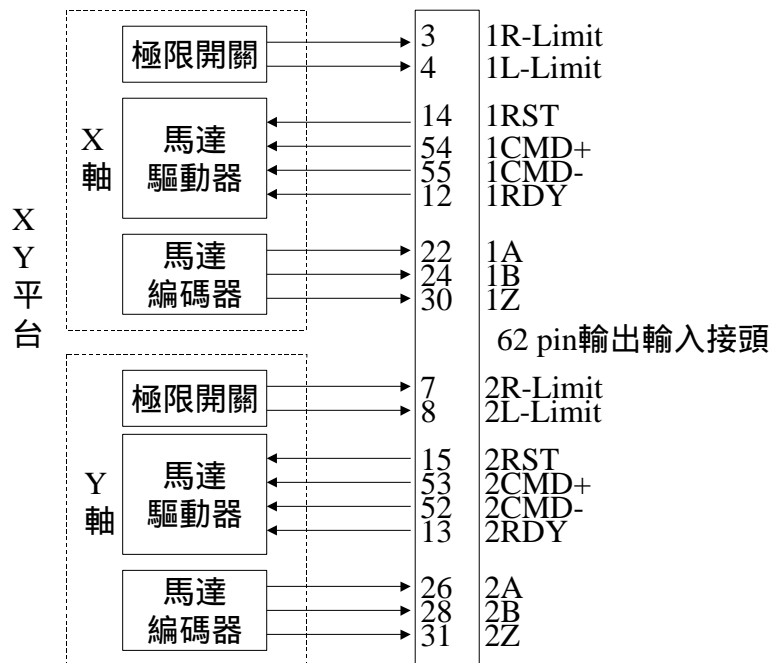 XY平台
X軸
極限開關
3 1R-Limit
4 1L-Limit
馬達
驅動器
14 1RST
54 1CMD+
55 1CMD-
12 1RDY
馬達
編碼器
22 1A
24 1B
30 1Z
62 pin輸出輸入接頭
Y軸
極限開關
7 2R-Limit
8 2L-Limit
馬達
驅動器
15 2RST
53 2CMD+
52 2CMD-
13 2RDY
馬達
編碼器
26 2A
28 2B
31 2Z